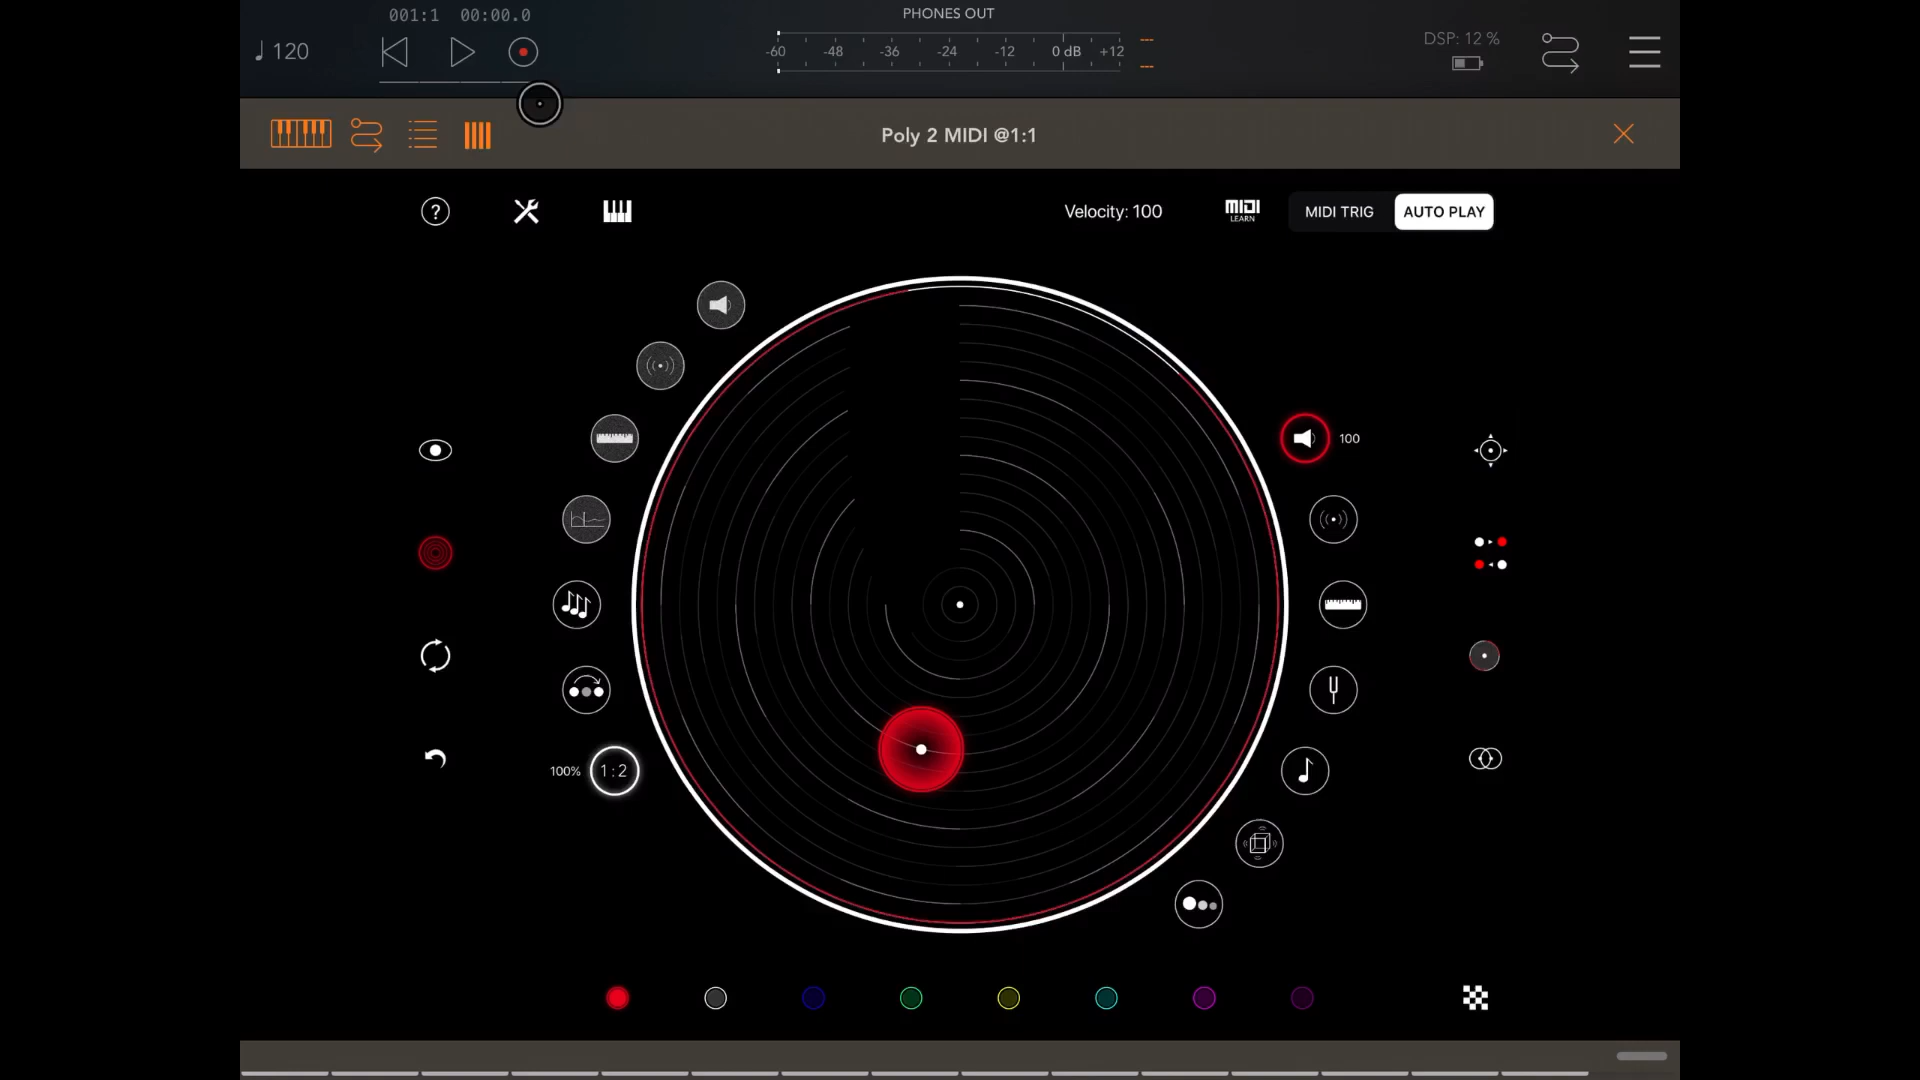 001:1 00:00.0
PHONES OUT
120
-60 -48 -36 -24 -12 0 dB +12
DSP: 12 %
Poly 2 MIDI @1:1
?
Velocity: 100
MIDI
LEARN
MIDI TRIG
AUTO PLAY
100
100%
1:2